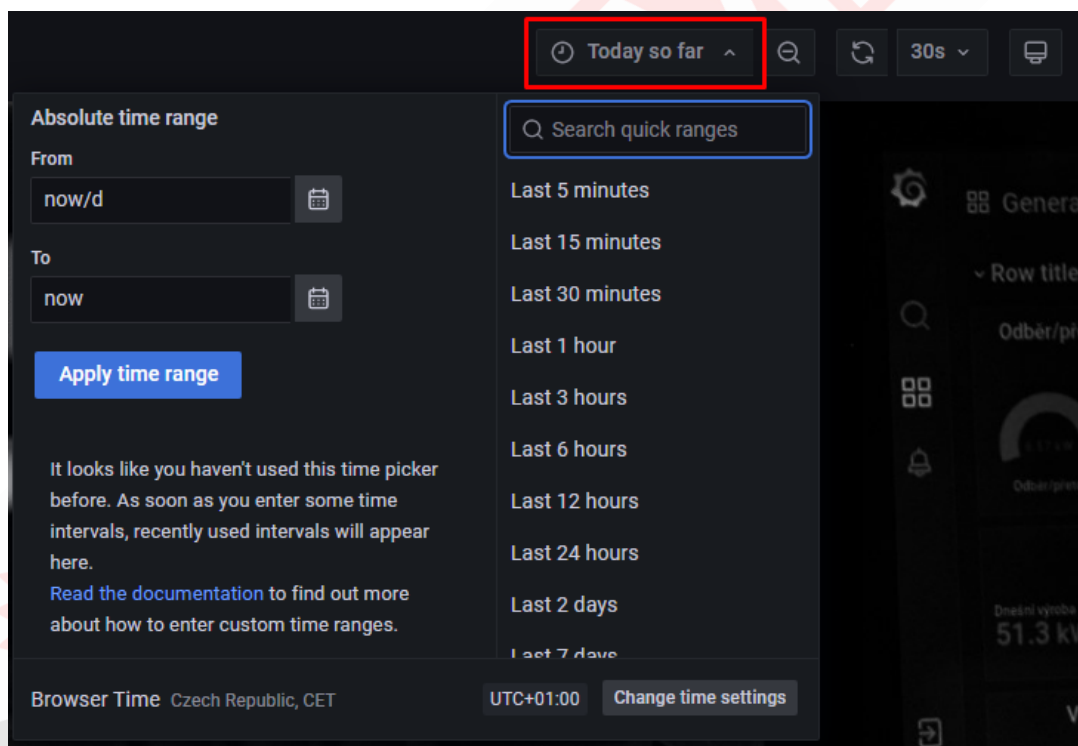 Today so far
30s
Absolute time range
From
now/d
To
now
Apply time range
It looks like you haven't used this time picker
before. As soon as you enter some time
intervals, recently used intervals will appear
here.
Read the documentation to find out more
about how to enter custom time ranges.
Search quick ranges
Last 5 minutes
Last 15 minutes
Last 30 minutes
Last 1 hour
Last 3 hours
Last 6 hours
Last 12 hours
Last 24 hours
Last 2 days
Last 7 days
Browser Time Czech Republic, CET
UTC+01:00
Change time settings
Row title
Dnešní výroba
51.3